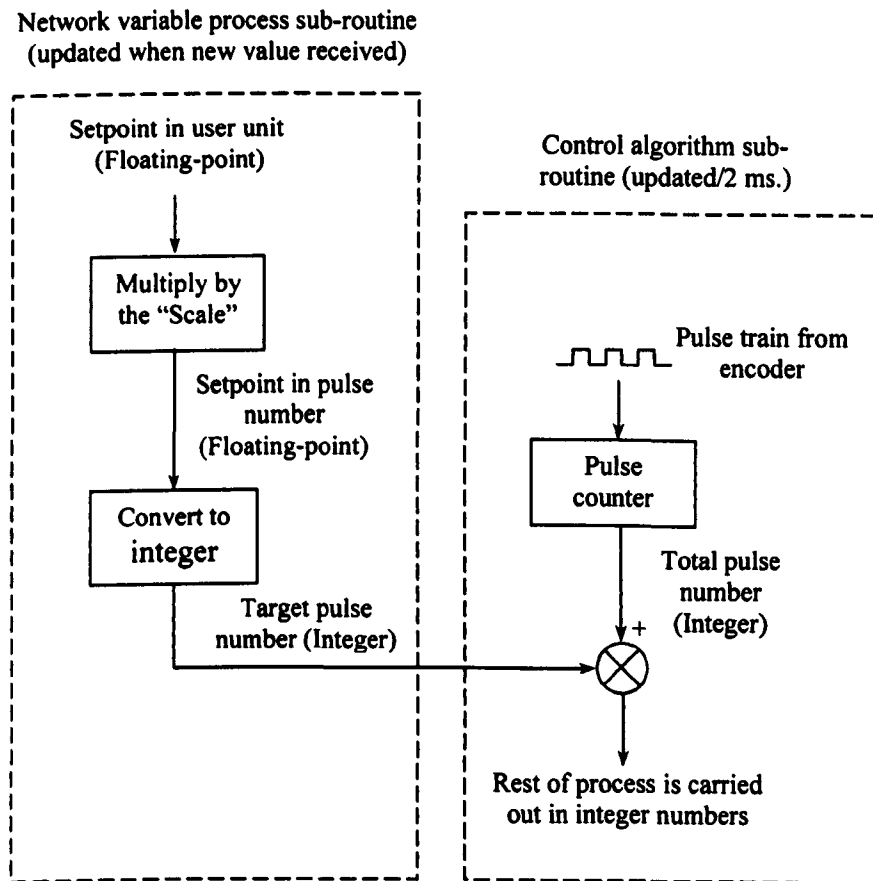 Network variable process sub-routine
(updated when new value received)
Setpoint in user unit
(Floating-point)
Multiply by
the “Scale”
Setpoint in pulse
number
(Floating-point)
Convert to
integer
Target pulse
number (Integer)
Control algorithm sub-
routine (updated/2 ms.)
Pulse train from
encoder
Pulse
counter
Total pulse
number
(Integer)
+
Rest of process is carried
out in integer numbers